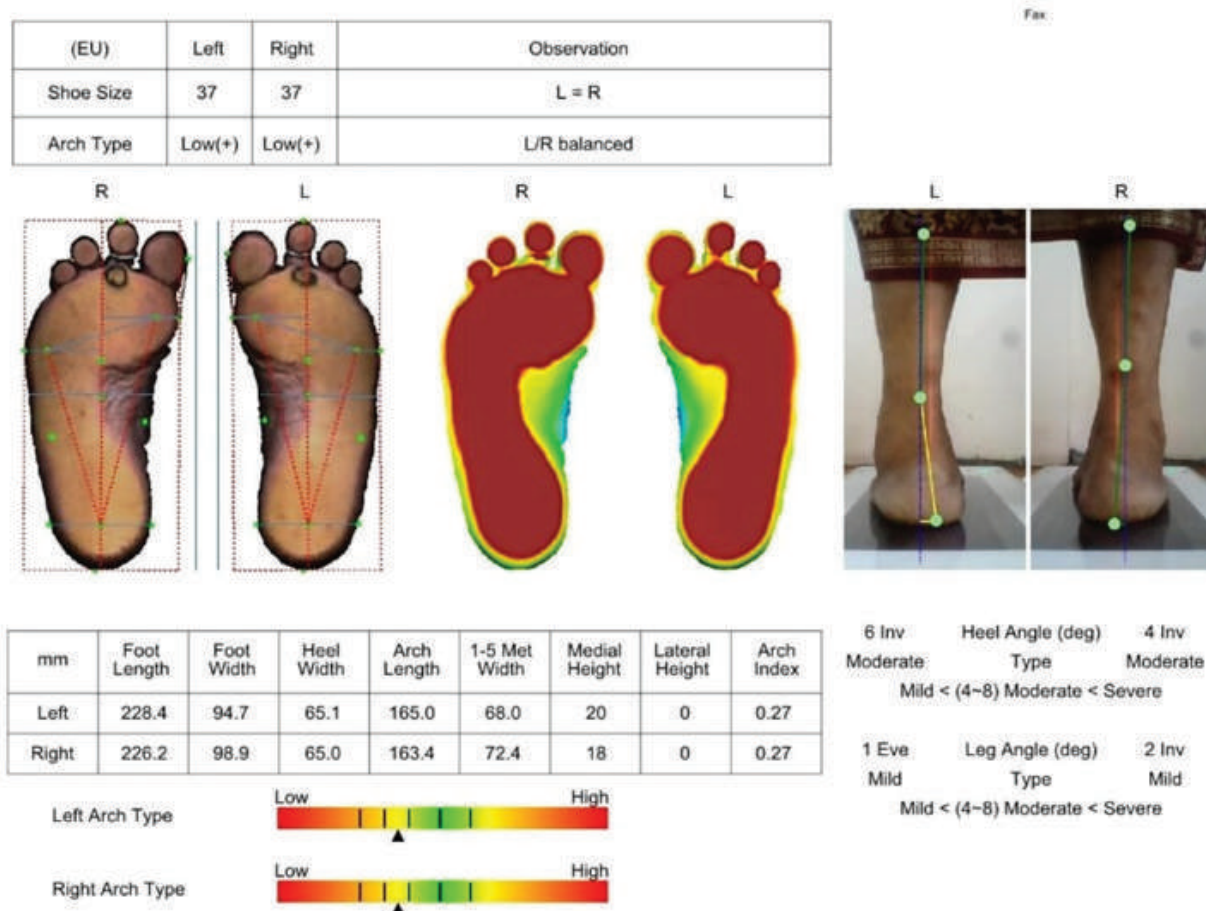 Fax
(EU) Left Right Observation
Shoe Size 37 37 L = R
Arch Type Low(+) Low(+) L/R balanced
R L R L L R
mm Foot Length Foot Width Heel Width Arch Length 1-5 Met Width Medial Height Lateral Height Arch Index
Left 228.4 94.7 65.1 165.0 68.0 20 0 0.27
Right 226.2 98.9 65.0 163.4 72.4 18 0 0.27
6 Inv Heel Angle (deg) 4 Inv
Moderate Type Moderate
Mild < (4~8) Moderate < Severe
1 Eve Leg Angle (deg) 2 Inv
Mild Type Mild
Mild < (4~8) Moderate < Severe
Low High
Left Arch Type
Low High
Right Arch Type